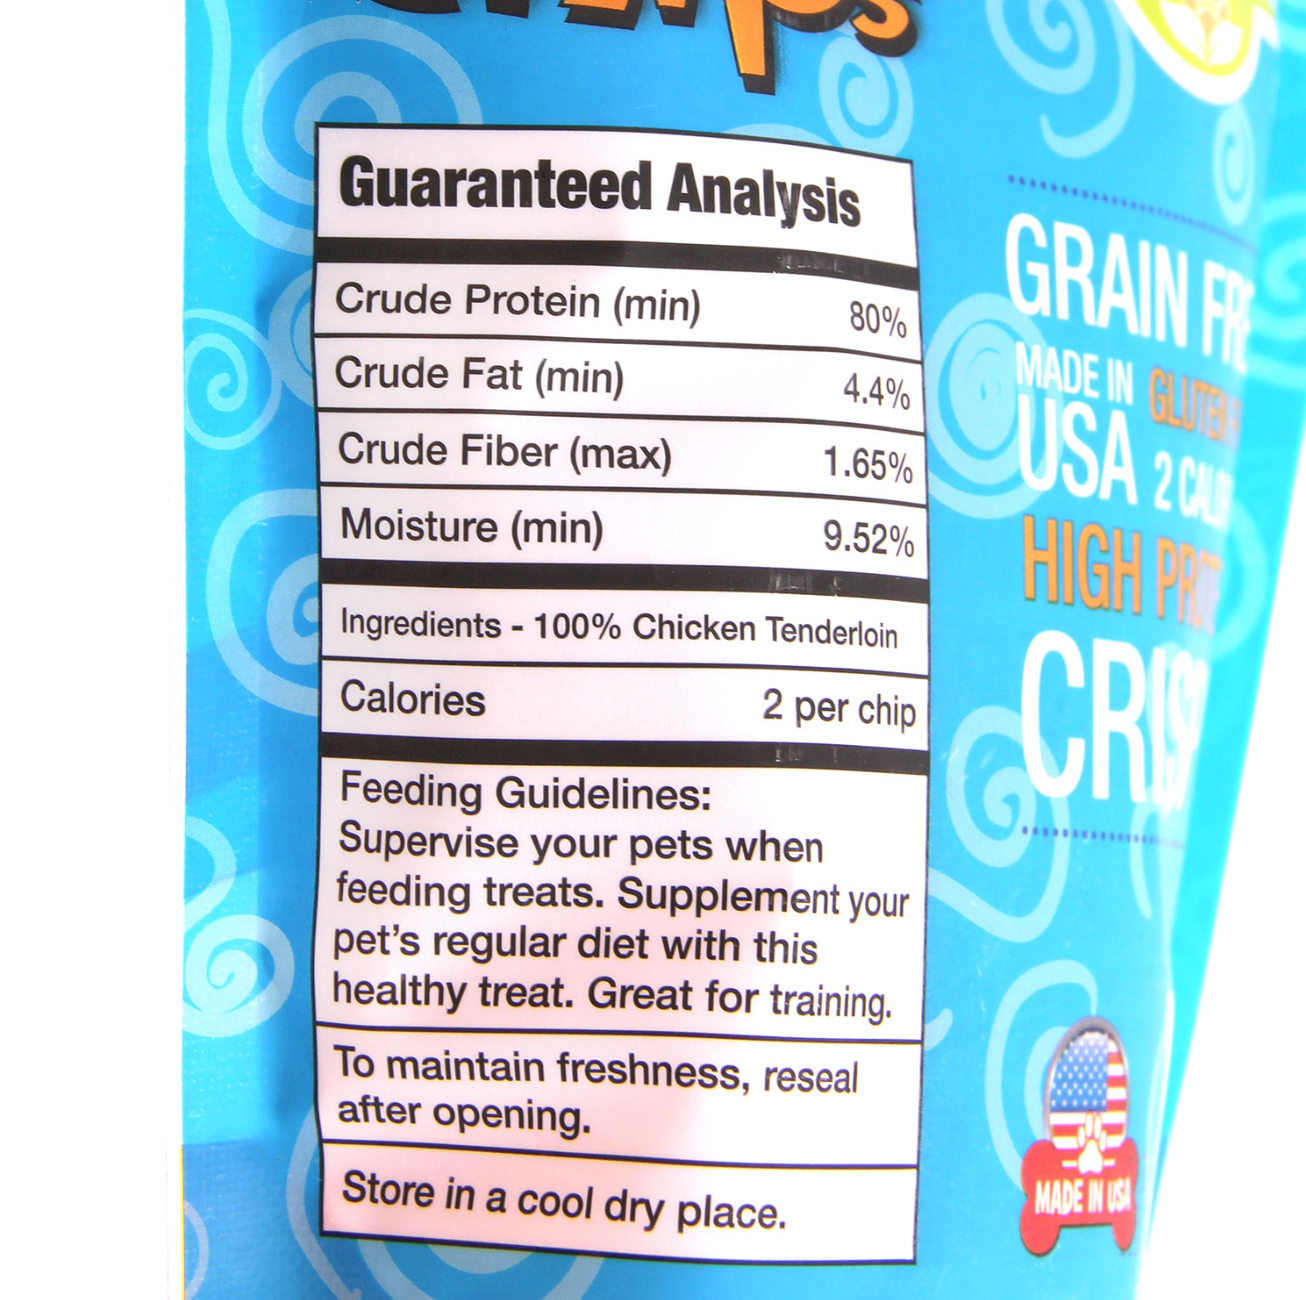 Guaranteed Analysis
Crude Protein (min) 80%
Crude Fat (min) 4.4%
Crude Fiber (max) 1.65%
Moisture (min) 9.52%
Ingredients - 100% Chicken Tenderloin
Calories 2 per chip
Feeding Guidelines:
Supervise your pets when
feeding treats. Supplement your
pet's regular diet with this
healthy treat. Great for training.
To maintain freshness, reseal
after opening.
Store in a cool dry place.
GRAIN
MADE IN
USA
2
HIGH
MADE IN USA